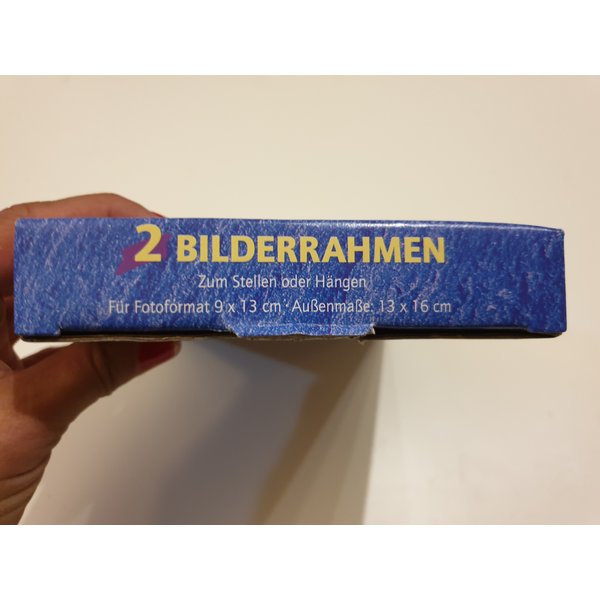 2 BILDERRAHMEN
Zum Stellen oder Hängen
Für Fotoformat 9 x 13 cm · Außenmaße: 13 x 16 cm